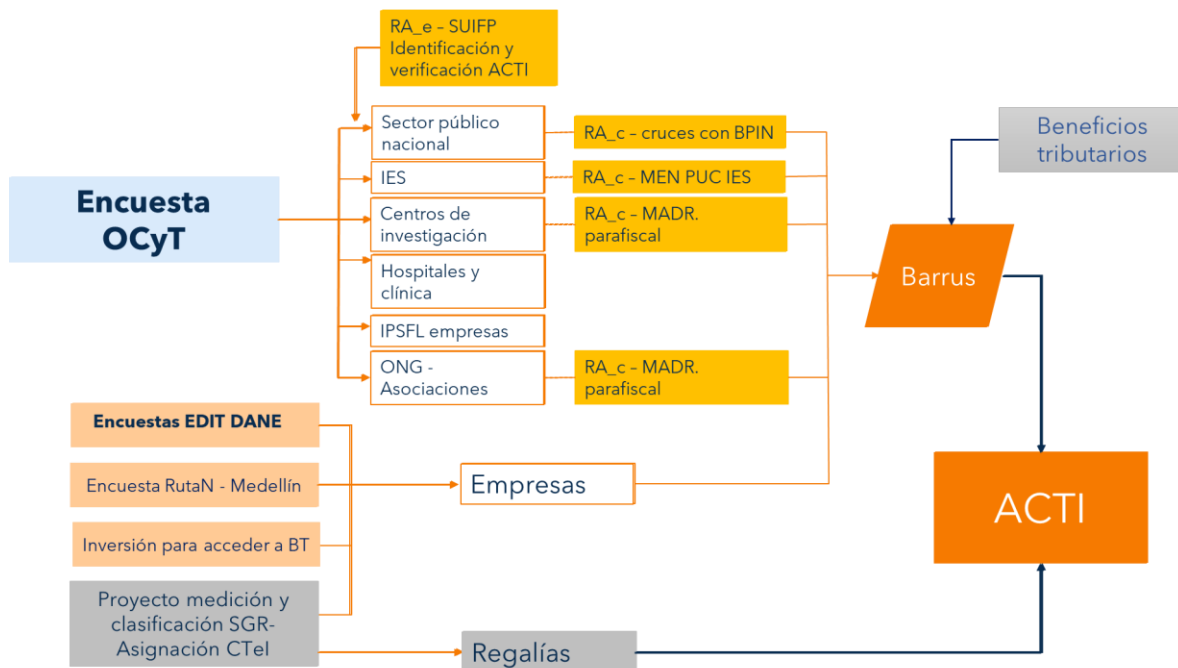 RA_e – SUIFP
Identificación y
verificación ACTI
Sector público
nacional
RA_c – cruces con BPIN
Beneficios
tributarios
IES
RA_c – MEN PUC IES
Encuesta
OCyT
Centros de
investigación
RA_c – MADR.
parafiscal
Hospitales y
clínica
Barrus
IPSFL empresas
ONG -
Asociaciones
RA_c – MADR.
parafiscal
Encuestas EDIT DANE
Encuesta RutaN - Medellín
Empresas
ACTI
Inversión para acceder a BT
Proyecto medición y
clasificación SGR-
Asignación CTeI
Regalías